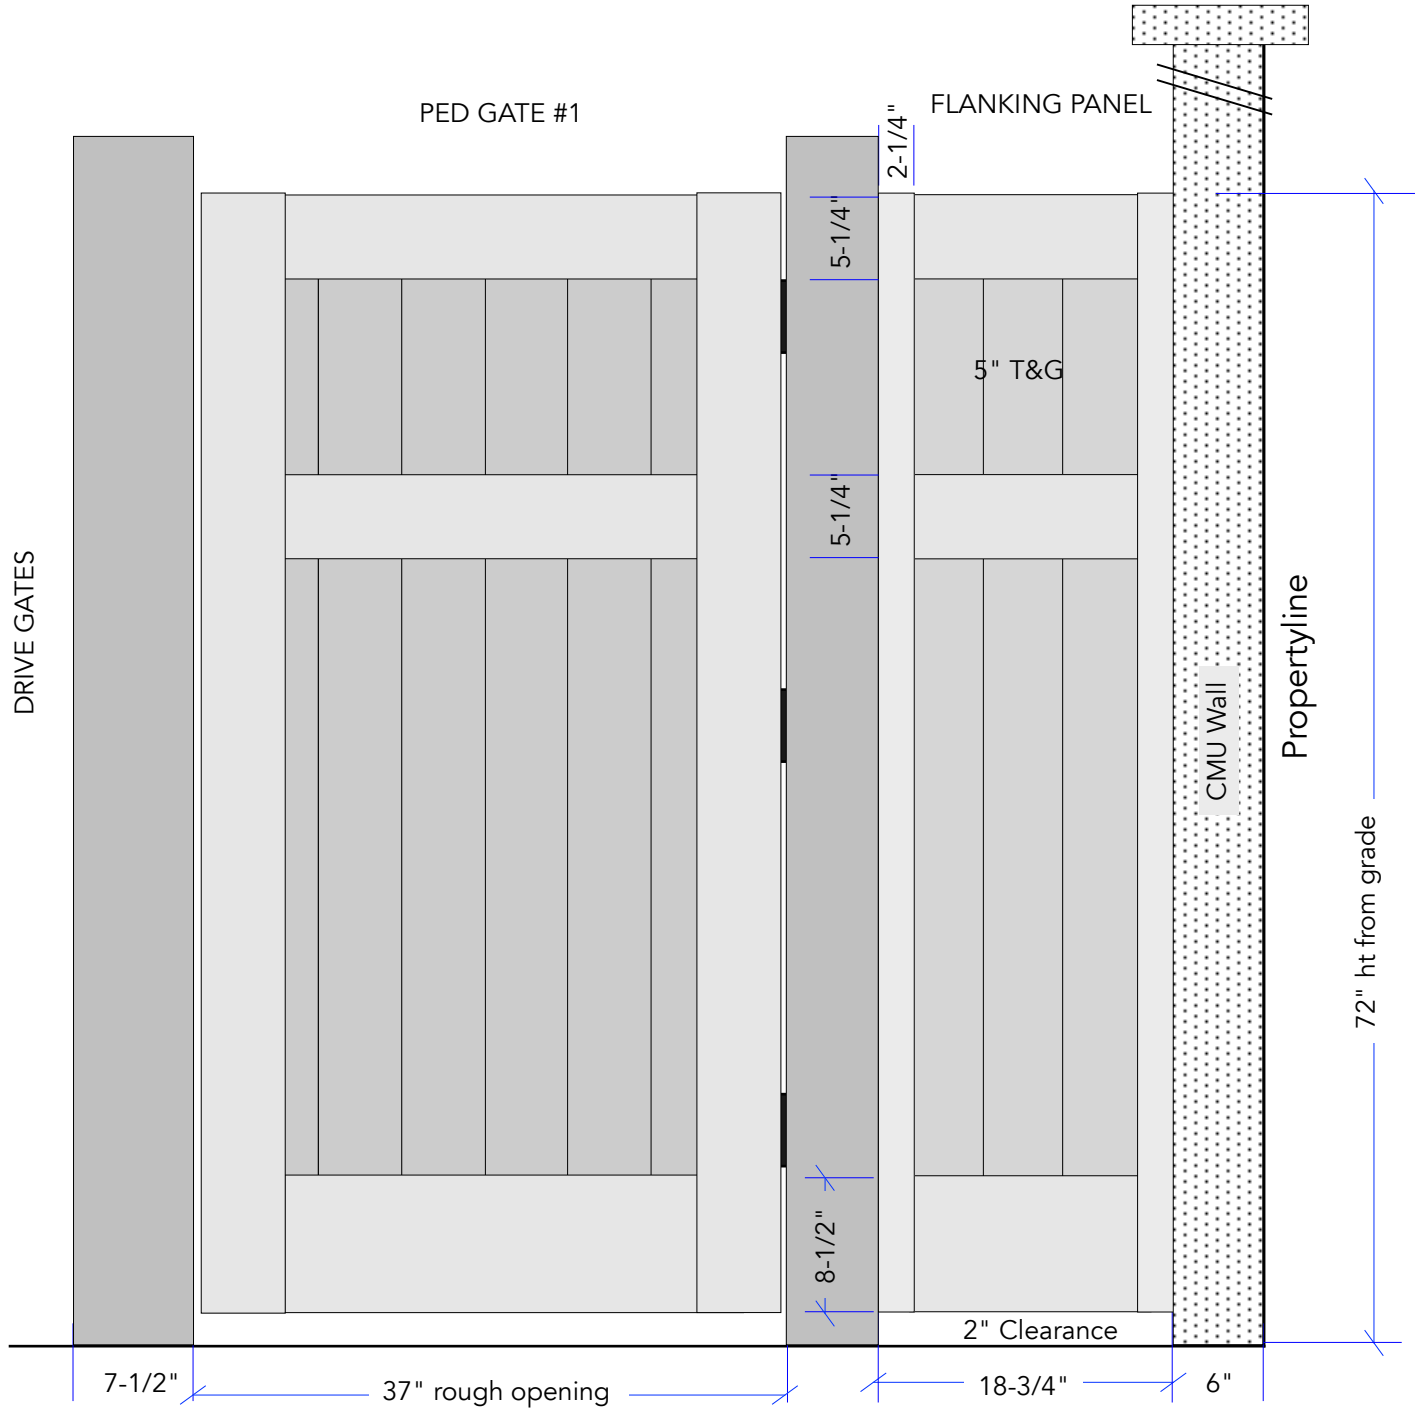 PED GATE #1
FLANKING PANEL
2-1/4"
5-1/4"
5" T&G
5-1/4"
DRIVE GATES
Propertyline
CMU Wall
72" ht from grade
8-1/2"
2" Clearance
7-1/2"
37" rough opening
18-3/4"
6"